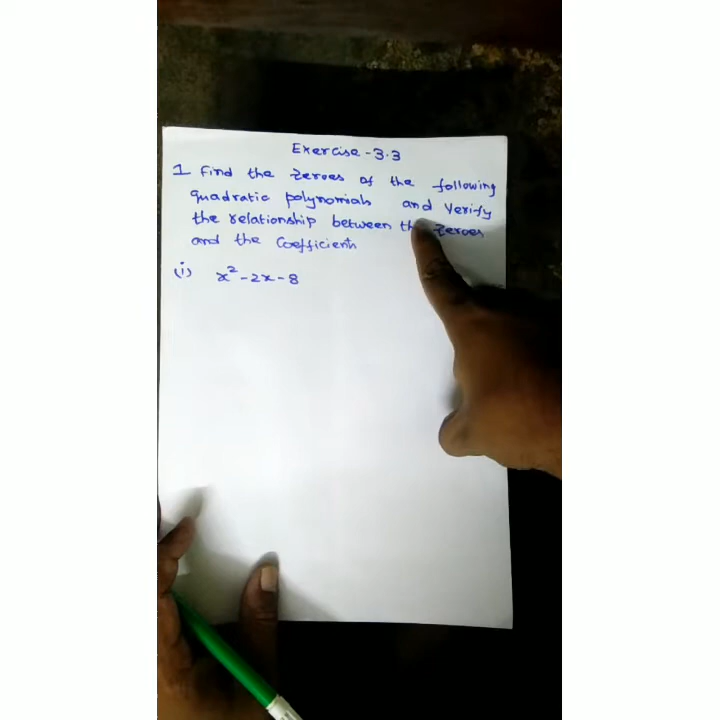 Exercise - 3.3
1 Find the zeroes of the following
quadratic polynomials and verify
the relationship between the zeroes
and the coefficients
(i) x² - 2x - 8